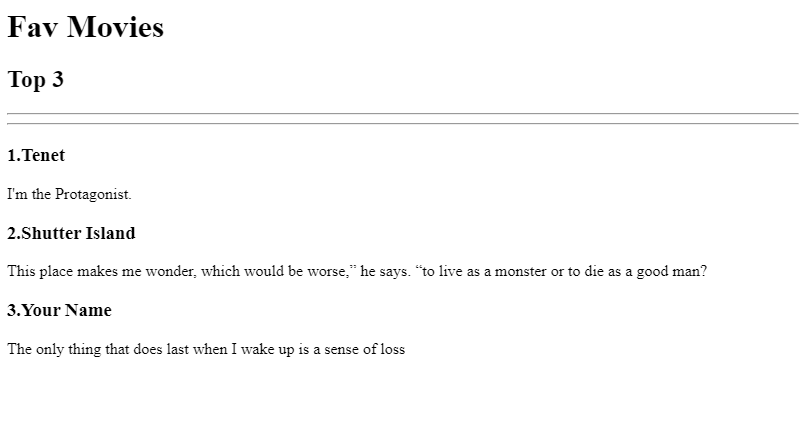 Fav Movies
Top 3
1.Tenet
I'm the Protagonist.
2.Shutter Island
This place makes me wonder, which would be worse,” he says. “to live as a monster or to die as a good man?
3.Your Name
The only thing that does last when I wake up is a sense of loss